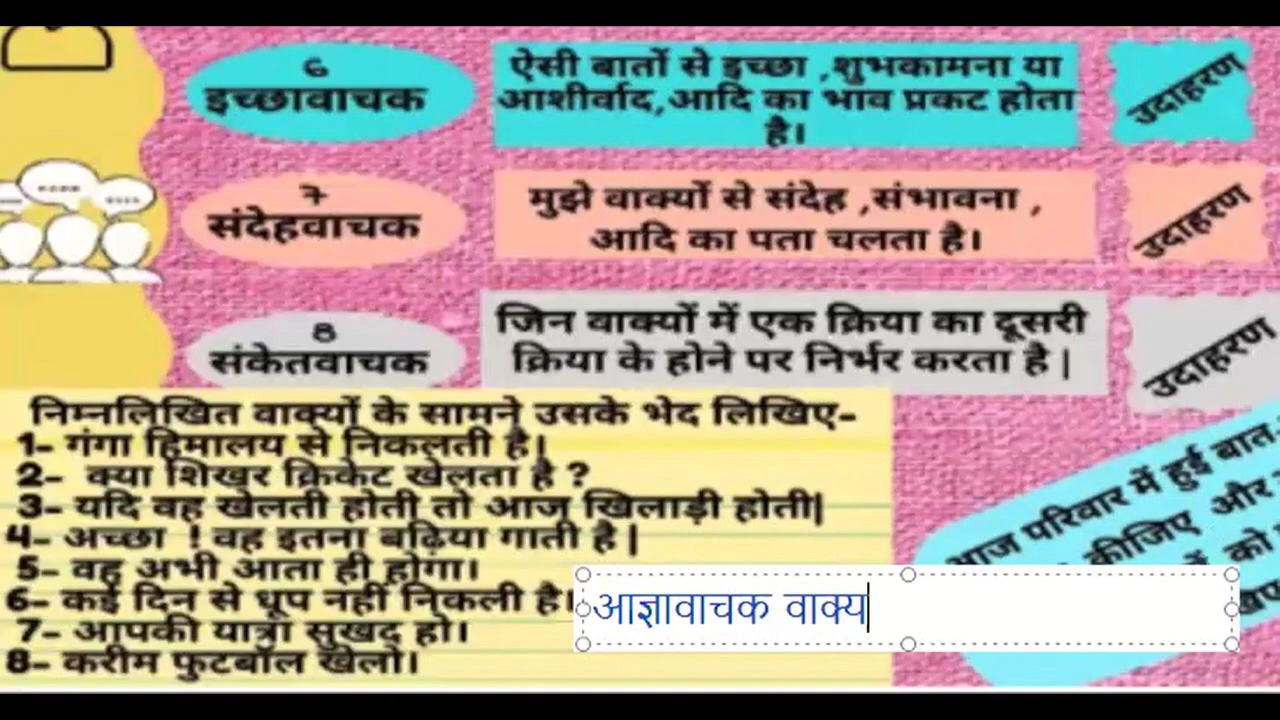 6
इच्छावाचक
ऐसी बातों से इच्छा ,शुभकामना या
आशीर्वाद,आदि का भाव प्रकट होता
है।
उदाहरण
7
संदेहवाचक
मुझे वाक्यों से संदेह ,संभावना ,
आदि का पता चलता है।
उदाहरण
8
संकेतवाचक
जिन वाक्यों में एक क्रिया का दूसरी
क्रिया के होने पर निर्भर करता है |
उदाहरण
निम्नलिखित वाक्यों के सामने उसके भेद लिखिए-
1- गंगा हिमालय से निकलती है।
2- क्या शिखर क्रिकेट खेलता है ?
3- यदि वह खेलती होती तो आज खिलाड़ी होती|
4- अच्छा ! वह इतना बढ़िया गाती है |
5- वह अभी आता ही होगा।
6- कई दिन से धूप नहीं निकली है।
7- आपकी यात्रा सुखद हो।
8- करीम फुटबॉल खेलो।
आज्ञावाचक वाक्य
आज परिवार में हुई बात-
कीजिए और
को